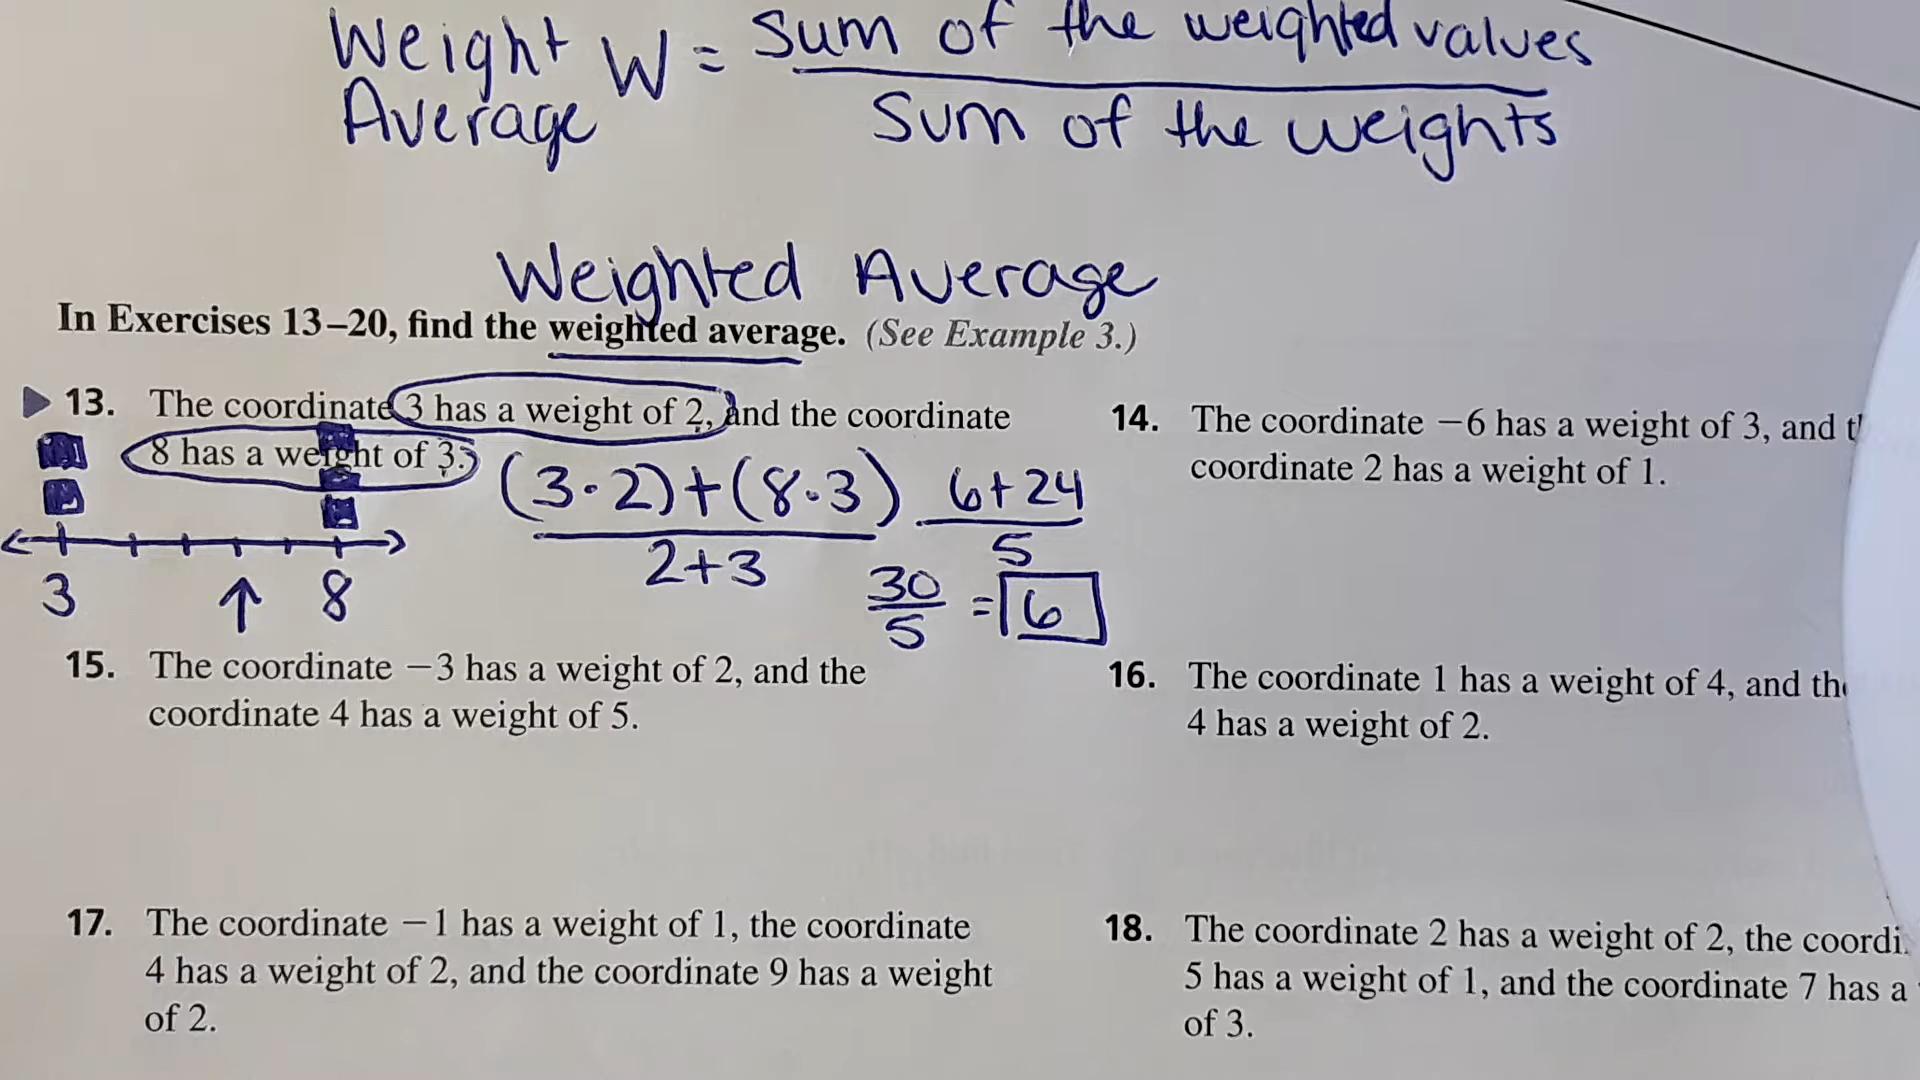 Weight W = Sum of the weighted values
Average Sum of the weights
Weighted Average
In Exercises 13–20, find the weighted average. (See Example 3.)
13. The coordinate 3 has a weight of 2, and the coordinate
8 has a weight of 3.
(3·2)+(8·3) 6+24
2+3 5
3 8
30 = 6
5
14. The coordinate −6 has a weight of 3, and
coordinate 2 has a weight of 1.
15. The coordinate −3 has a weight of 2, and the
coordinate 4 has a weight of 5.
16. The coordinate 1 has a weight of 4, and the
4 has a weight of 2.
17. The coordinate −1 has a weight of 1, the coordinate
4 has a weight of 2, and the coordinate 9 has a weight
of 2.
18. The coordinate 2 has a weight of 2, the coordi
5 has a weight of 1, and the coordinate 7 has a
of 3.